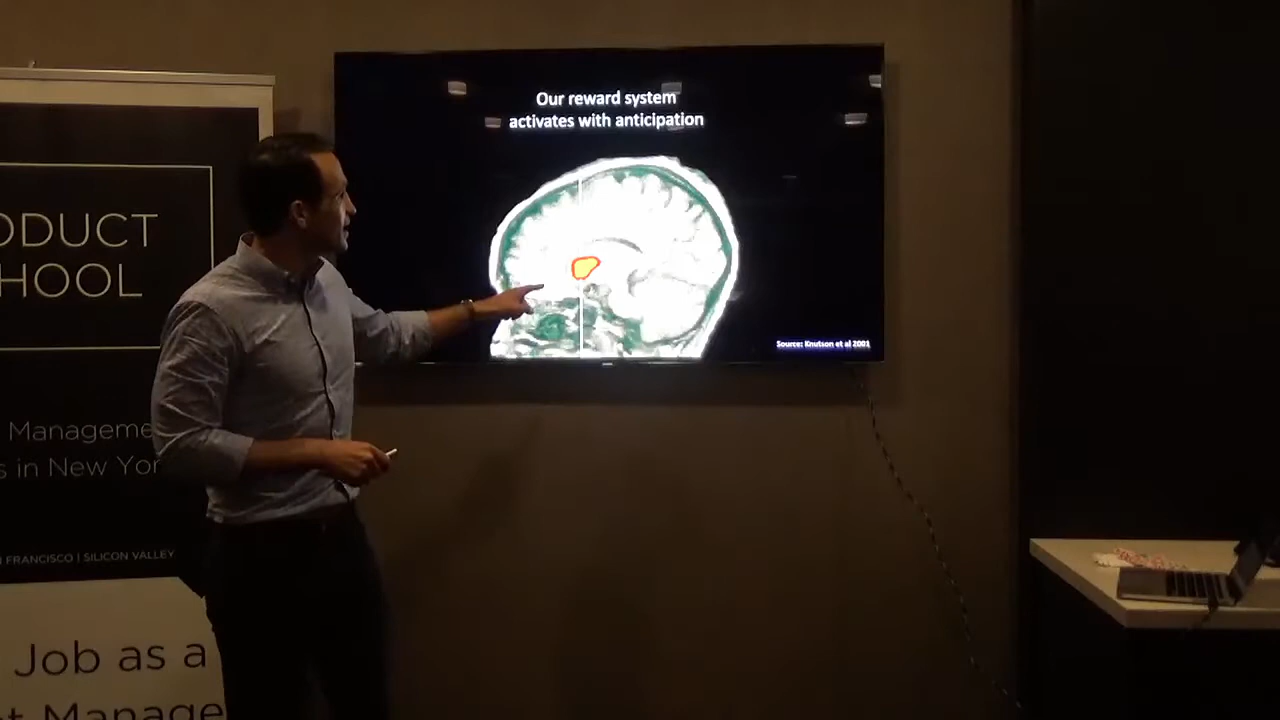 ODUCT
HOOL
Manageme
s in New Yor
FRANCISCO | SILICON VALLEY
Job as a
t Manage
Our reward system
activates with anticipation
Source: Knutson et al 2001